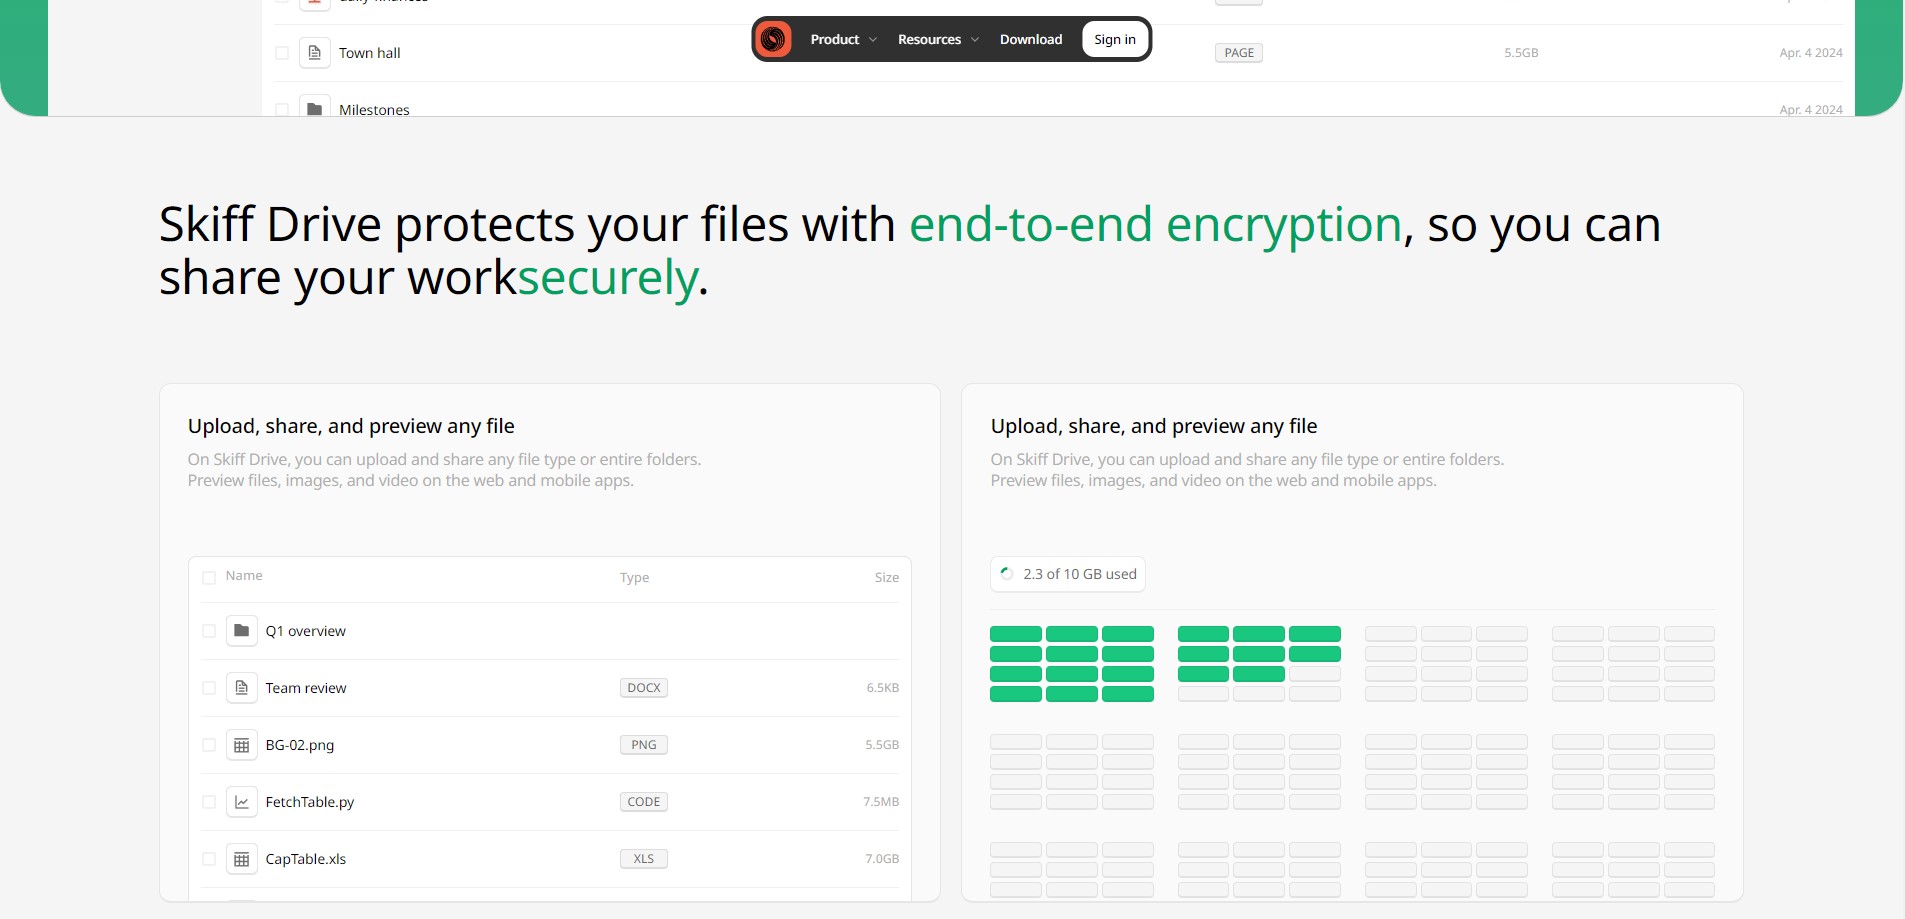 Product Resources Download Sign in
Town hall PAGE 5.5GB Apr. 4 2024
Milestones Apr. 4 2024
Skiff Drive protects your files with end-to-end encryption, so you can
share your worksecurely.
Upload, share, and preview any file
On Skiff Drive, you can upload and share any file type or entire folders.
Preview files, images, and video on the web and mobile apps.
Name Type Size
Q1 overview
Team review DOCX 6.5KB
BG-02.png PNG 5.5GB
FetchTable.py CODE 7.5MB
CapTable.xls XLS 7.0GB
Upload, share, and preview any file
On Skiff Drive, you can upload and share any file type or entire folders.
Preview files, images, and video on the web and mobile apps.
2.3 of 10 GB used